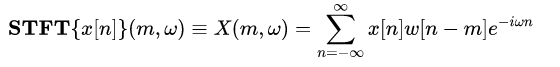 STFT{x[n]}(m, ω) ≡ X(m, ω) = ∑_{n=−∞}^{∞} x[n]w[n − m]e^{−iωn}